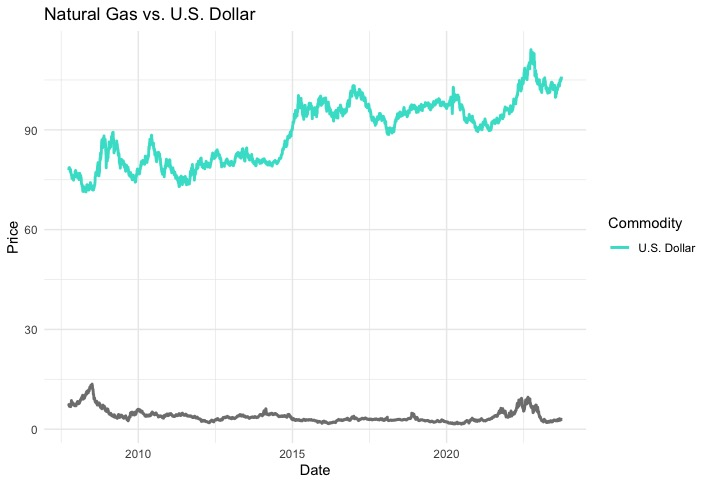 Natural Gas vs. U.S. Dollar
90
60
30
0
Price
2010
2015
2020
Date
Commodity
U.S. Dollar